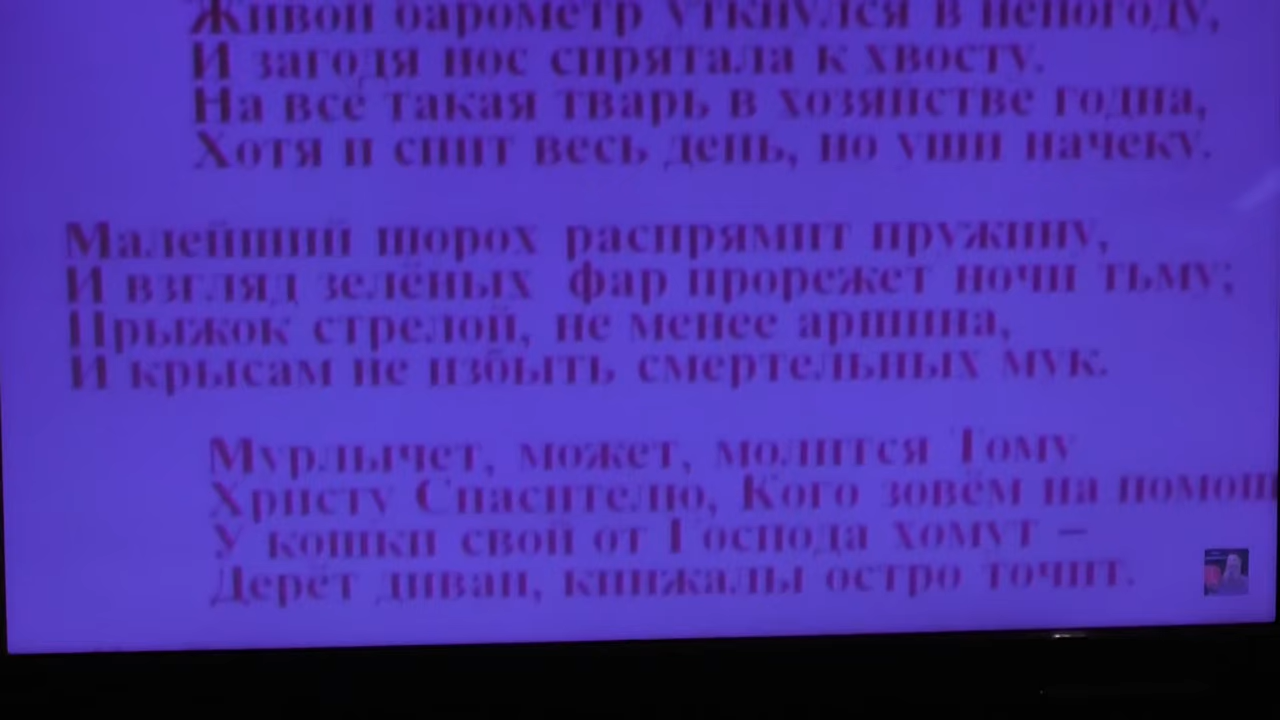 Живой барометр уткнулся в непогоду,
И загодя нос спрятала к хвосту.
На всё такая тварь в хозяйстве годна,
Хотя и спит весь день, но уши начеку.
Малейший шорох распрямит пружину,
И взгляд зелёных фар прорежет ночи тьму;
Прыжок стрелой, не менее аршина,
И крысам не избыть смертельных мук.
Мурлычет, может, молится Тому
Христу Спасителю, Кого зовём на помощ
У кошки свой от Господа хомут –
Дерёт диван, кинжалы остро точит.